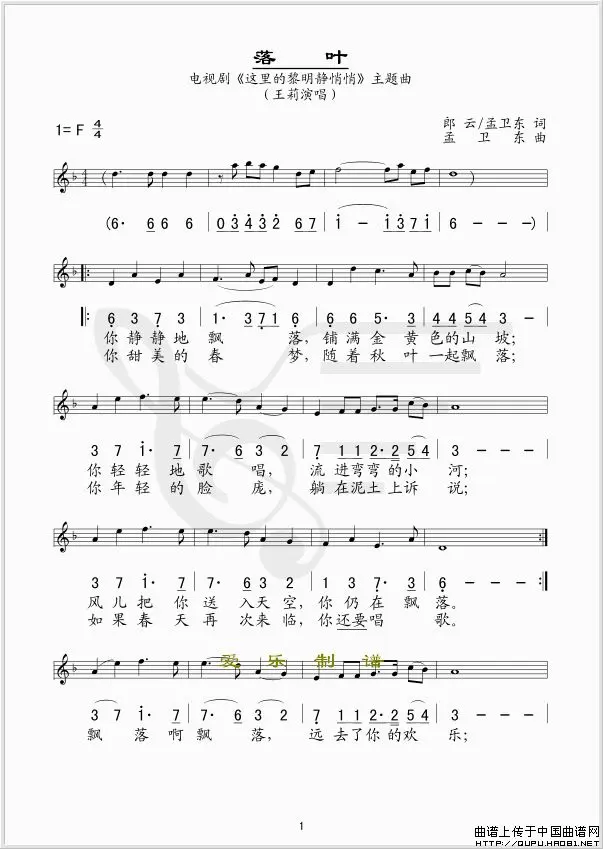 落 叶
电视剧《这里的黎明静悄悄》主题曲
（王莉演唱）
1= F 4/4
郎 云/孟卫东 词
孟 卫 东 曲
(6· 6 6 6 0 3 4 3 2 6 7 1 － 1 3 7 1 6 － － －)
6 3 7 3 1· 3 7 1 6 6 6 5· 3 4 4 5 4 3 －
你 静 静 地 飘 落，铺 满 金 黄 色的山 坡；
你 甜 美 的 春 梦，随 着 秋 叶 一起飘 落；
3 7 1· 7 7· 6 3 2 7 1 1 2· 2 5 4 3 － － －
你 轻 轻 地 歌 唱， 流 进 弯 弯 的 小 河；
你 年 轻 的 脸 庞， 躺 在 泥 土 上 诉 说；
3 7 1· 7 7· 6 3 2 1 3 7· 3 6 － － －
风 儿 把 你 送 入 天 空，你 仍 在 飘 落。
如 果 春 天 再 次 来 临，你 还要 唱 歌。
爱 乐 制 谱
3 7 1· 7 7· 6 3 2 7 1 1 2· 2 5 4 3 － － －
飘 落 啊 飘 落， 远 去 了 你 的 欢 乐；
1
曲谱上传于中国曲谱网
HTTP://QUPU.HAO81.NET